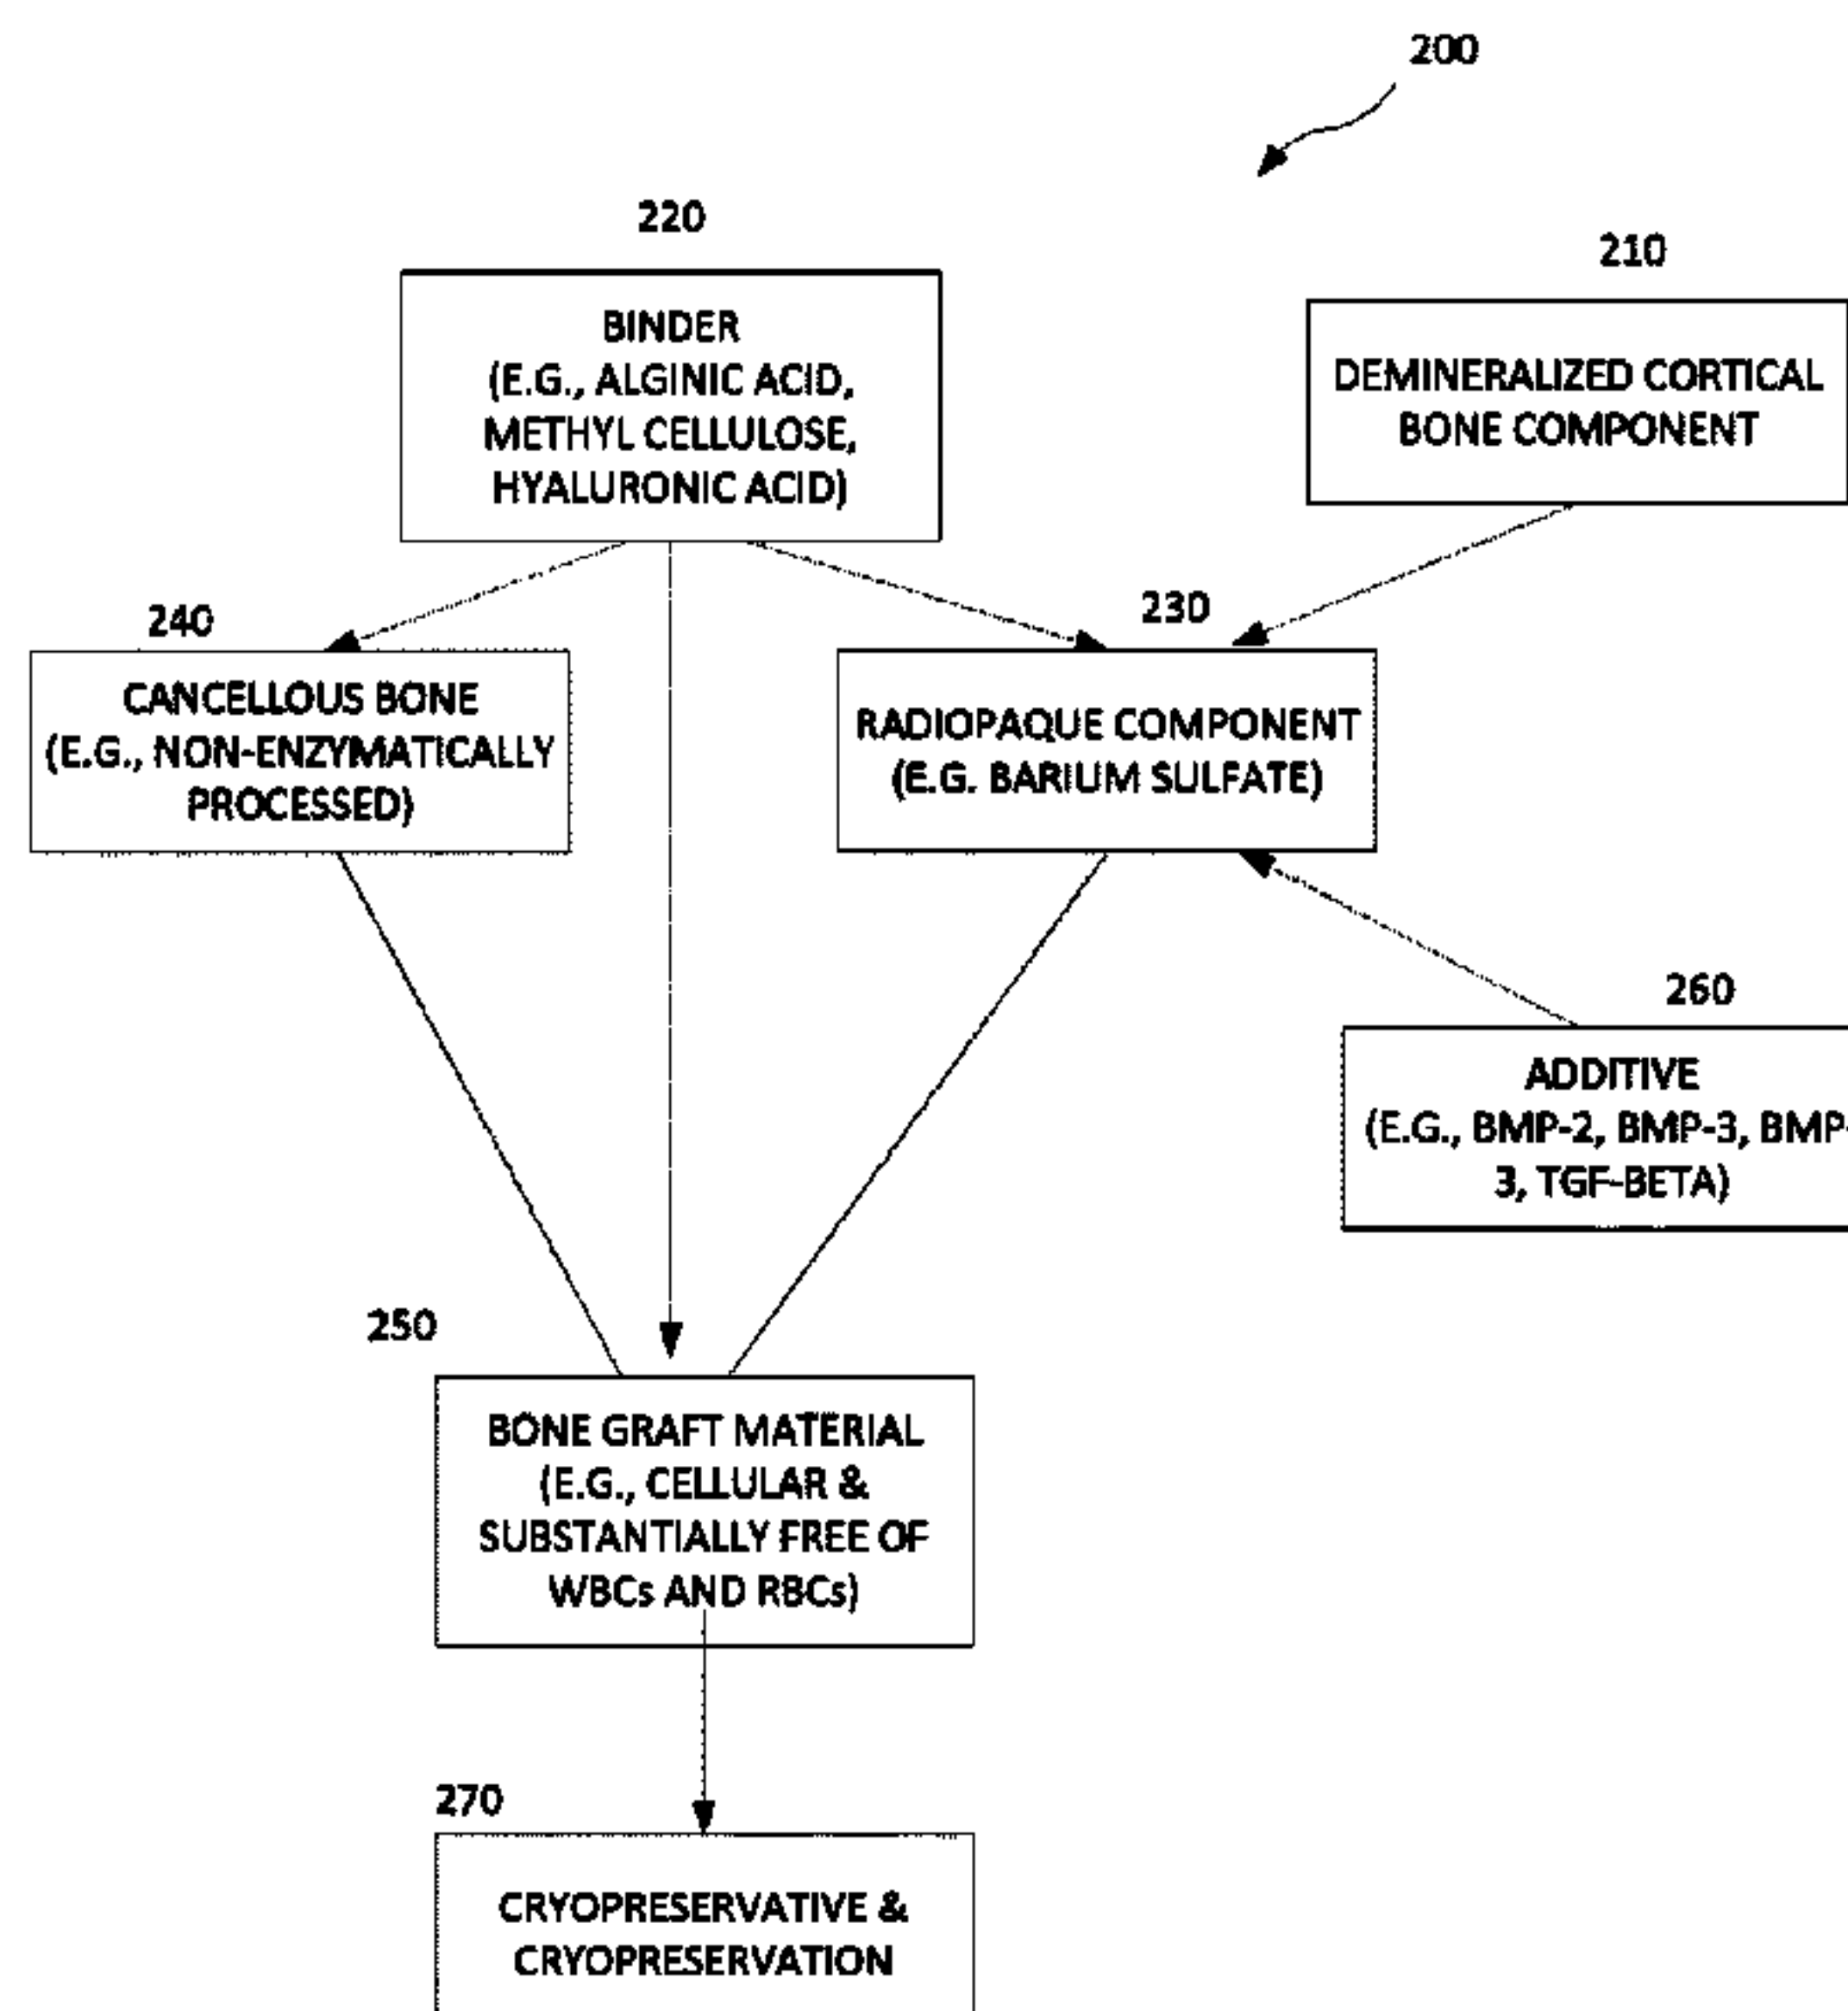 200
220
BINDER
(E.G., ALGINIC ACID,
METHYL CELLULOSE,
HYALURONIC ACID)
210
DEMINERALIZED CORTICAL
BONE COMPONENT
240
CANCELLOUS BONE
(E.G., NON-ENZYMATICALLY
PROCESSED)
230
RADIOPAQUE COMPONENT
(E.G. BARIUM SULFATE)
260
ADDITIVE
(E.G., BMP-2, BMP-3, BMP-
3, TGF-BETA)
250
BONE GRAFT MATERIAL
(E.G., CELLULAR &
SUBSTANTIALLY FREE OF
WBCs AND RBCs)
270
CRYOPRESERVATIVE &
CRYOPRESERVATION